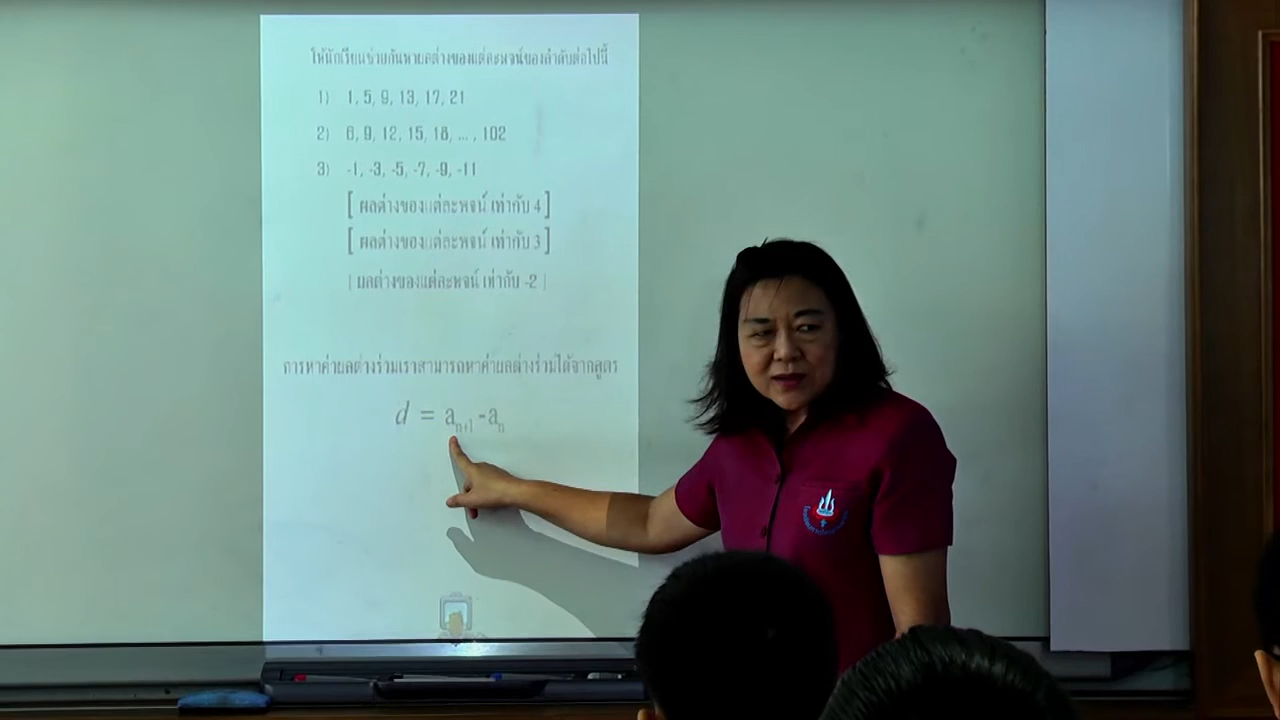 ให้นักเรียนช่วยกันหาผลต่างของแต่ละพจน์ของลำดับต่อไปนี้
1) 1, 5, 9, 13, 17, 21
2) 6, 9, 12, 15, 18, ... , 102
3) -1, -3, -5, -7, -9, -11
[ ผลต่างของแต่ละพจน์ เท่ากับ 4 ]
[ ผลต่างของแต่ละพจน์ เท่ากับ 3 ]
[ ผลต่างของแต่ละพจน์ เท่ากับ -2 ]
การหาค่าผลต่างร่วมเราสามารถหาค่าผลต่างร่วมได้จากสูตร
d = aₙ₊₁ -aₙ